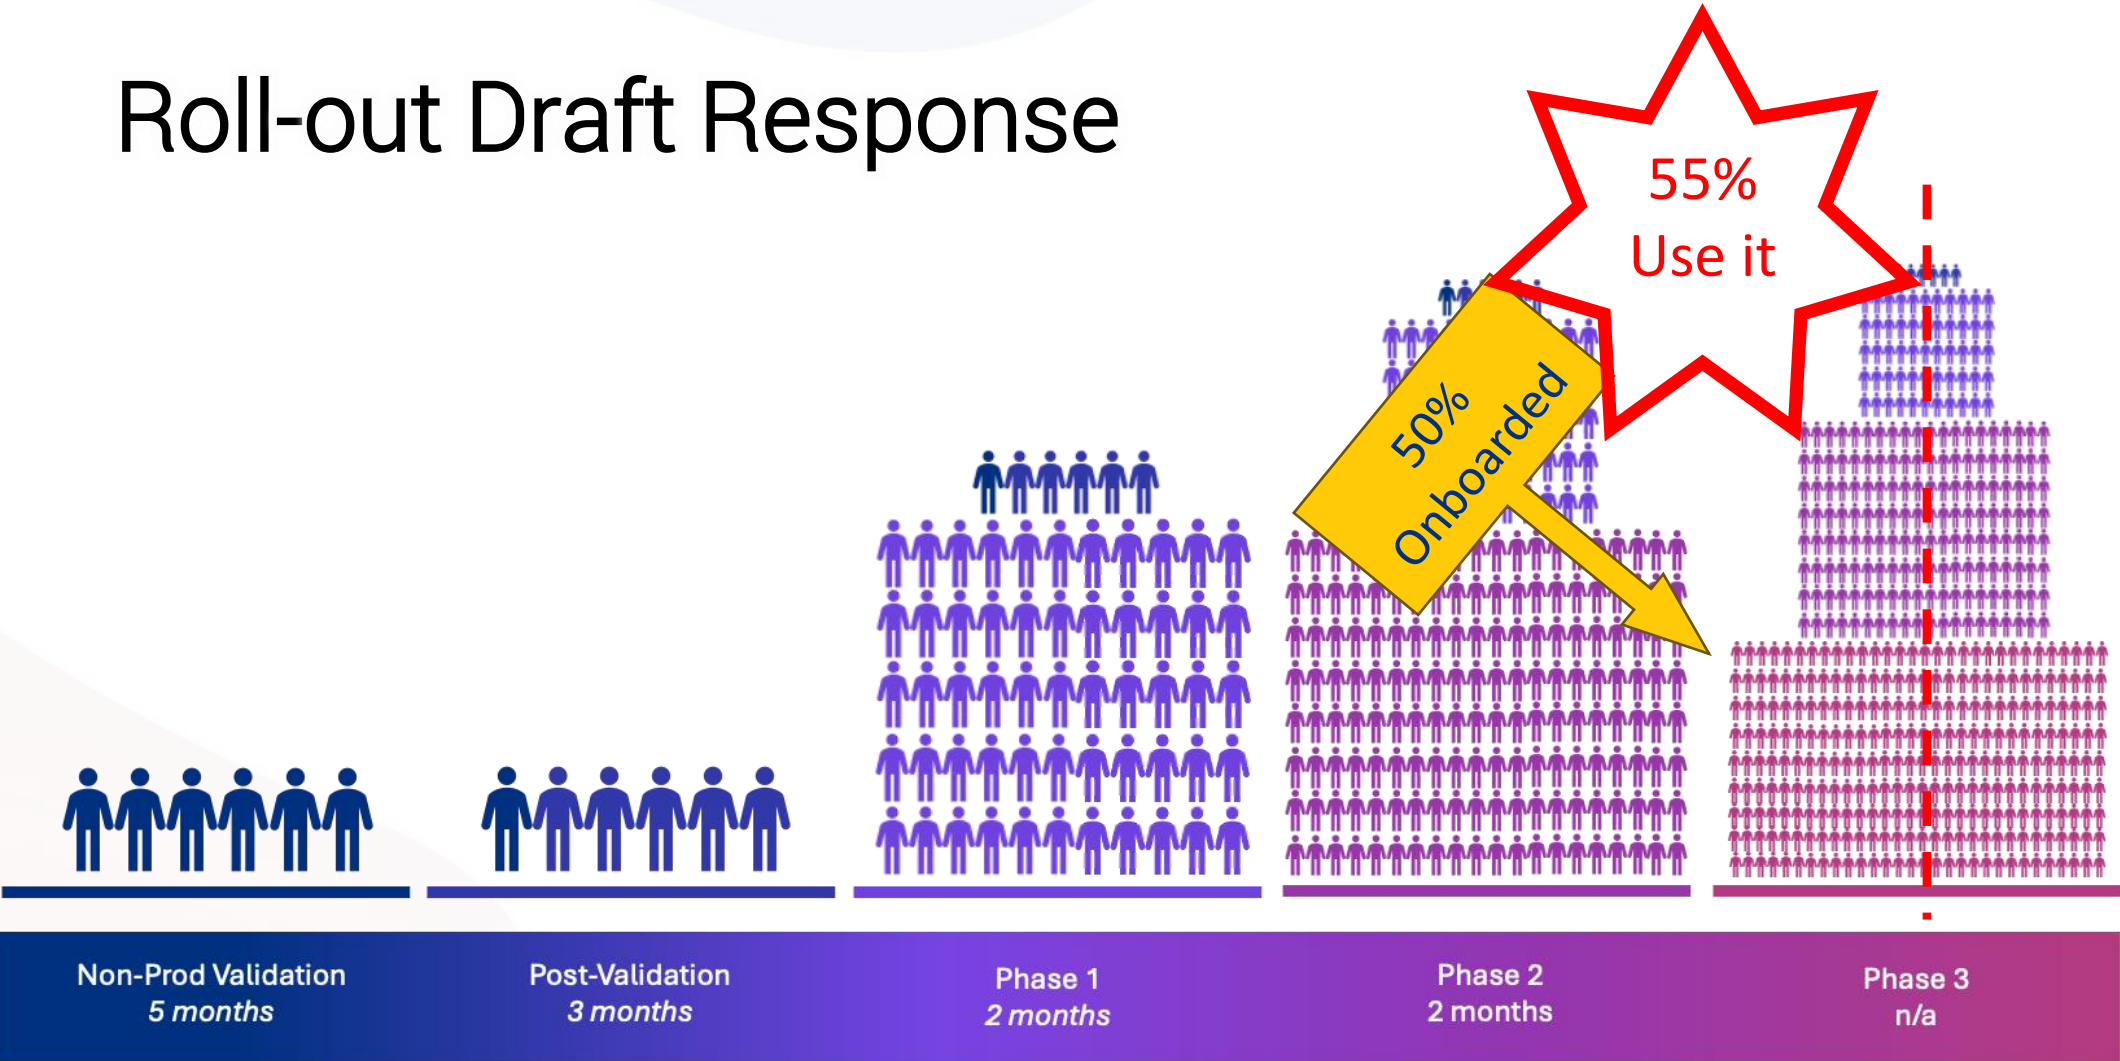 Roll-out Draft Response
55%
Use it
50%
Onboarded
Non-Prod Validation
5 months
Post-Validation
3 months
Phase 1
2 months
Phase 2
2 months
Phase 3
n/a